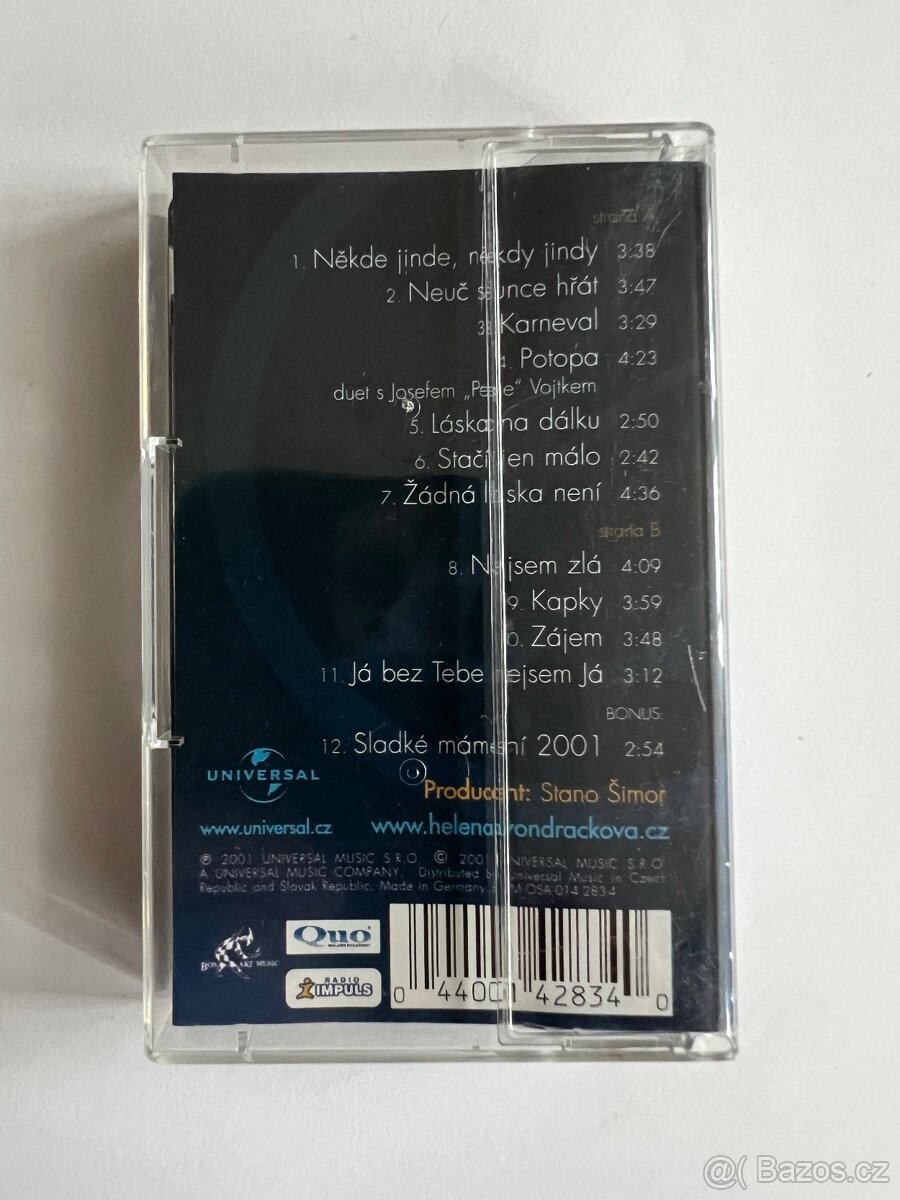 strana A
1. Někde jinde, někdy jindy 3:38
2. Neuč slunce hřát 3:47
3. Karneval 3:29
4. Potopa 4:23
duet s Josefem „Pepe“ Vojtkem
5. Láska na dálku 2:50
6. Stačí jen málo 2:42
7. Žádná láska není 4:36
strana B
8. Nejsem zlá 4:09
9. Kapky 3:59
10. Zájem 3:48
11. Já bez Tebe nejsem Já 3:12
BONUS:
12. Sladké mámení 2001 2:54
UNIVERSAL
Producent: Stano Šimor
www.universal.cz www.helenavondrackova.cz
℗ 2001 UNIVERSAL MUSIC S.R.O. © 2001 UNIVERSAL MUSIC S.R.O.
A UNIVERSAL MUSIC COMPANY. Distributed by Universal Music in Czech
Republic and Slovak Republic. Made in Germany. OSA 014 283-4
Quo
RADIO
IMPULS
ART MUSIC
0 44001 42834 0
@( Bazos.cz